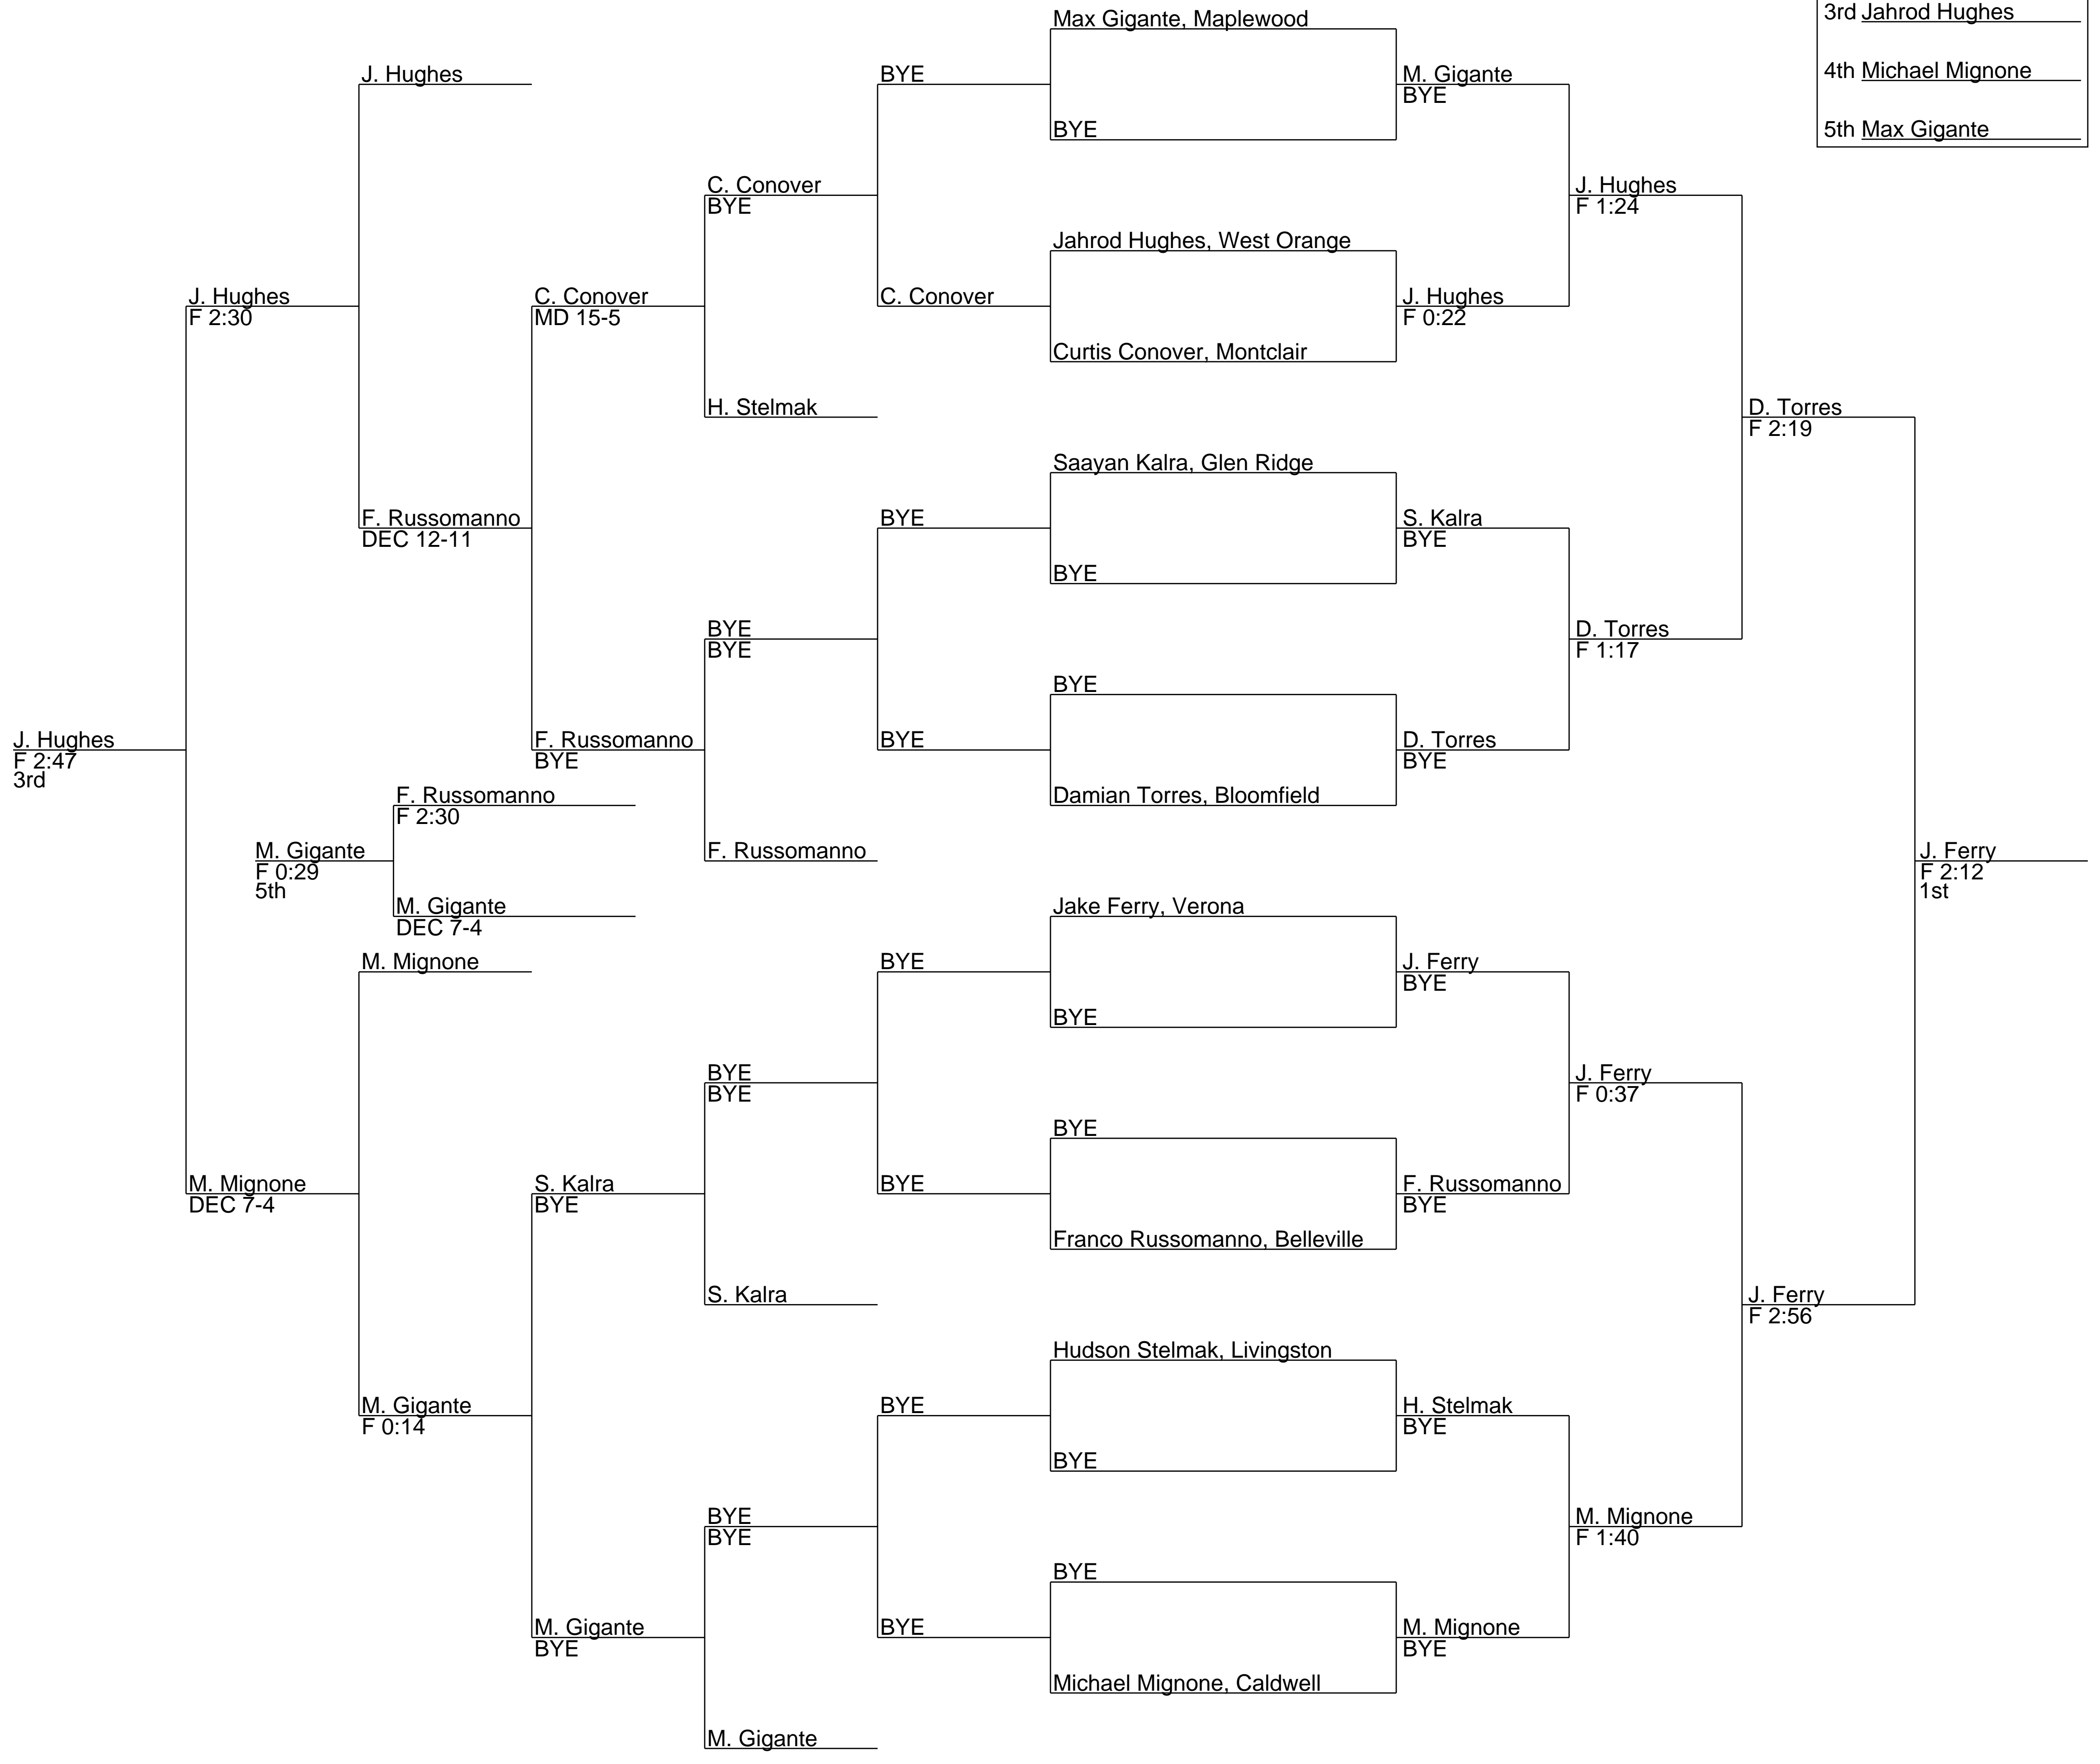 3rd Jahrod Hughes
4th Michael Mignone
5th Max Gigante
J. Hughes
F 2:47
3rd
J. Hughes
F 2:30
M. Mignone
DEC 7-4
J. Hughes
F. Russomanno
DEC 12-11
M. Gigante
F 0:29
5th
F. Russomanno
F 2:30
M. Gigante
DEC 7-4
M. Mignone
M. Gigante
F 0:14
C. Conover
MD 15-5
F. Russomanno
BYE
S. Kalra
BYE
M. Gigante
BYE
C. Conover
BYE
H. Stelmak
BYE
BYE
F. Russomanno
BYE
BYE
S. Kalra
BYE
BYE
M. Gigante
BYE
C. Conover
BYE
BYE
BYE
BYE
BYE
BYE
Max Gigante, Maplewood
BYE
Jahrod Hughes, West Orange
Curtis Conover, Montclair
Saayan Kalra, Glen Ridge
BYE
BYE
Damian Torres, Bloomfield
Jake Ferry, Verona
BYE
BYE
Franco Russomanno, Belleville
Hudson Stelmak, Livingston
BYE
BYE
Michael Mignone, Caldwell
M. Gigante
BYE
J. Hughes
F 0:22
S. Kalra
BYE
D. Torres
BYE
J. Ferry
BYE
F. Russomanno
BYE
H. Stelmak
BYE
M. Mignone
BYE
J. Hughes
F 1:24
D. Torres
F 1:17
J. Ferry
F 0:37
M. Mignone
F 1:40
D. Torres
F 2:19
J. Ferry
F 2:56
J. Ferry
F 2:12
1st